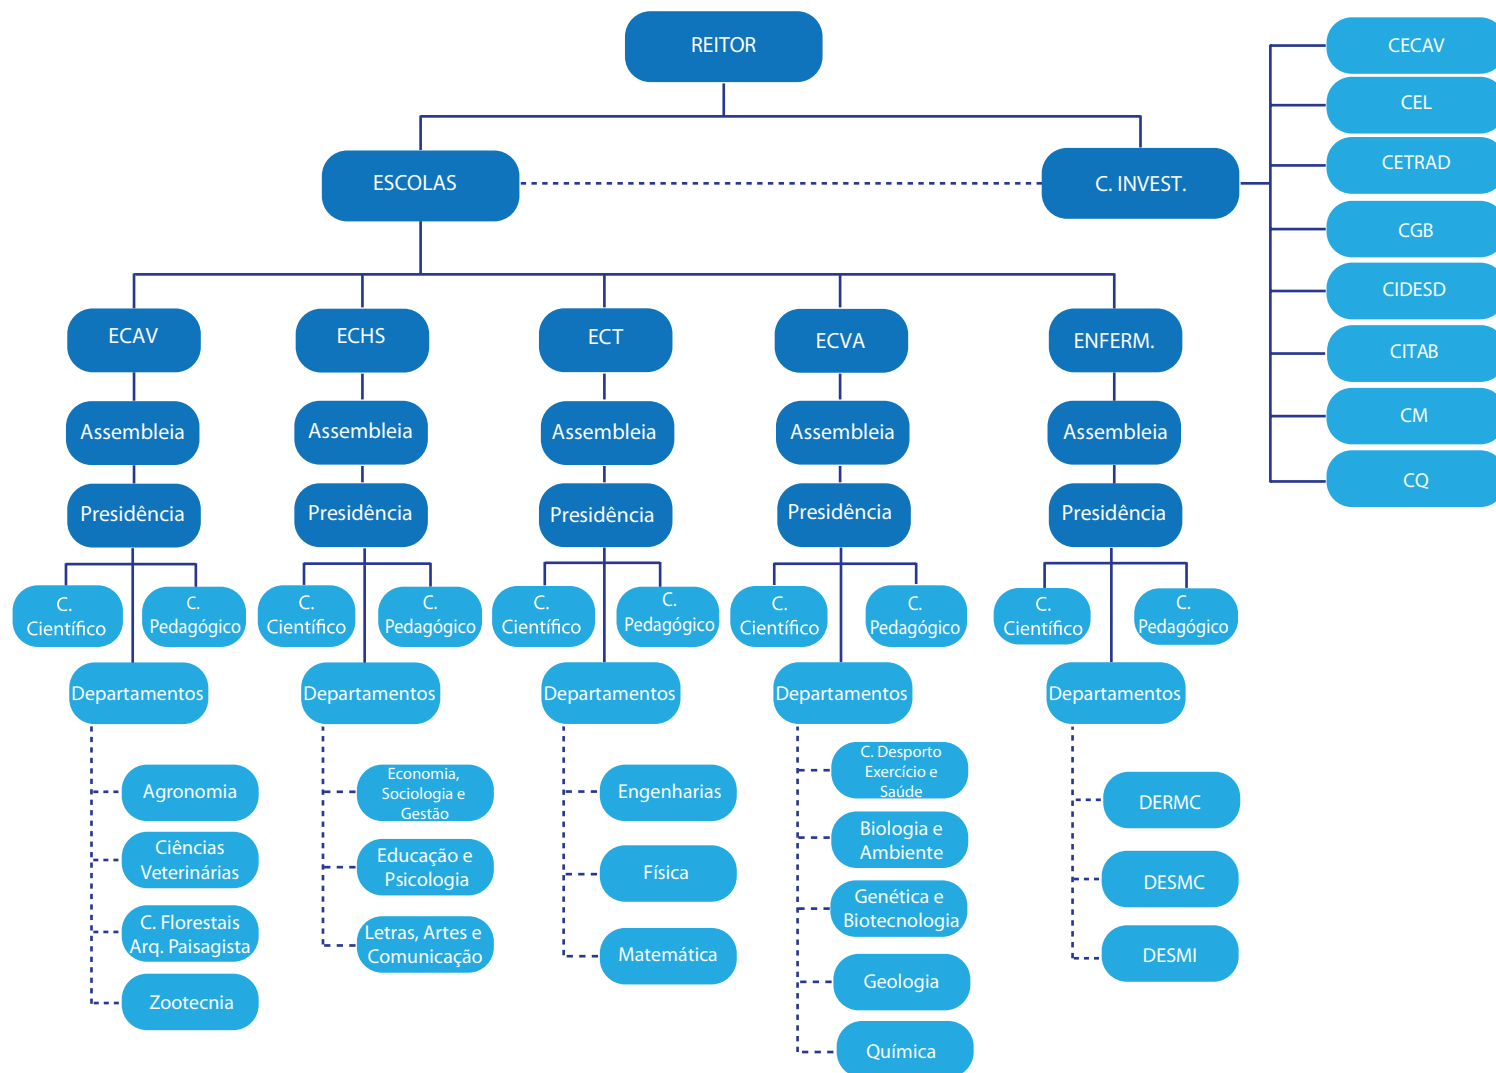 REITOR
ESCOLAS
C. INVEST.
CECAV
CEL
CETRAD
CGB
CIDESD
CITAB
CM
CQ
ECAV
Assembleia
Presidência
C.
Científico
C.
Pedagógico
Departamentos
Agronomia
Ciências
Veterinárias
C. Florestais
Arq. Paisagista
Zootecnia
ECHS
Assembleia
Presidência
C.
Científico
C.
Pedagógico
Departamentos
Economia,
Sociologia e
Gestão
Educação e
Psicologia
Letras, Artes e
Comunicação
ECT
Assembleia
Presidência
C.
Científico
C.
Pedagógico
Departamentos
Engenharias
Física
Matemática
ECVA
Assembleia
Presidência
C.
Científico
C.
Pedagógico
Departamentos
C. Desporto
Exercício e
Saúde
Biologia e
Ambiente
Genética e
Biotecnologia
Geologia
Química
ENFERM.
Assembleia
Presidência
C.
Científico
C.
Pedagógico
Departamentos
DERMC
DESMC
DESMI